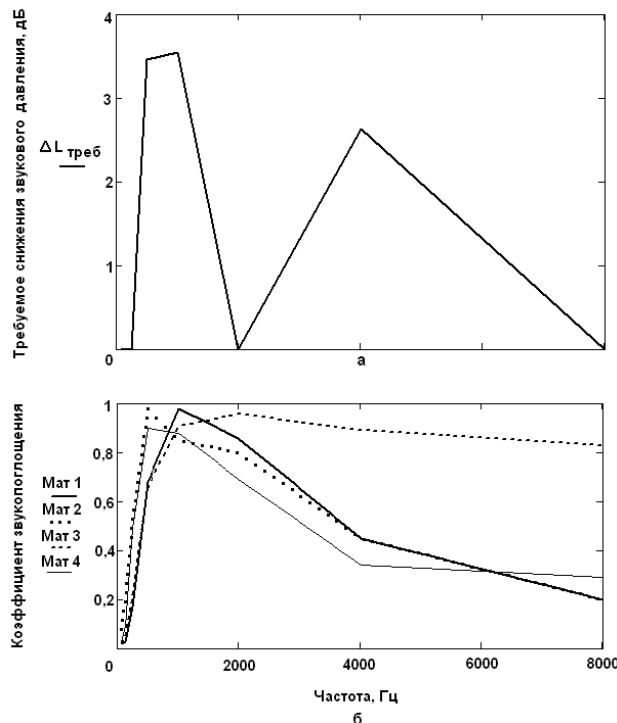 Требуемое снижения звукового давления, дБ
4
3
ΔL треб
2
1
0
а
Коэффициент звукопоглощения
1
0,8
Мат 1
Мат 2
0,6
Мат 3
Мат 4
0,4
0,2
0
2000
4000
6000
8000
Частота, Гц
б